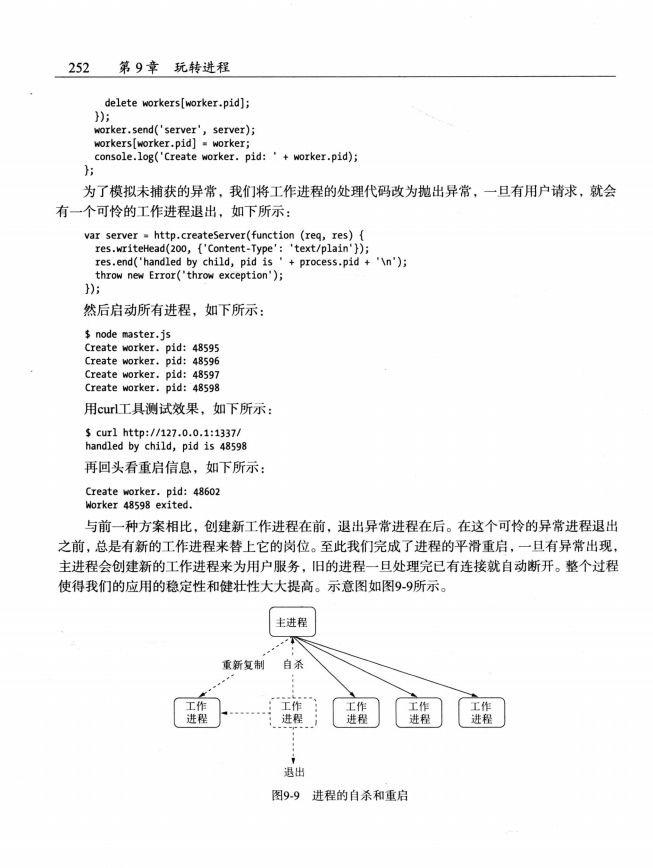 252 第9章 玩转进程
delete workers[worker.pid];
});
worker.send('server', server);
workers[worker.pid] = worker;
console.log('Create worker. pid: ' + worker.pid);
};
为了模拟未捕获的异常，我们将工作进程的处理代码改为抛出异常，一旦有用户请求，就会
有一个可怜的工作进程退出，如下所示：
var server = http.createServer(function (req, res) {
res.writeHead(200, {'Content-Type': 'text/plain'});
res.end('handled by child, pid is ' + process.pid + '\n');
throw new Error('throw exception');
});
然后启动所有进程，如下所示：
$ node master.js
Create worker. pid: 48595
Create worker. pid: 48596
Create worker. pid: 48597
Create worker. pid: 48598
用curl工具测试效果，如下所示：
$ curl http://127.0.0.1:1337/
handled by child, pid is 48598
再回头看重启信息，如下所示：
Create worker. pid: 48602
Worker 48598 exited.
与前一种方案相比，创建新工作进程在前，退出异常进程在后。在这个可怜的异常进程退出
之前，总是有新的工作进程来替上它的岗位。至此我们完成了进程的平滑重启，一旦有异常出现，
主进程会创建新的工作进程来为用户服务，旧的进程一旦处理完已有连接就自动断开。整个过程
使得我们的应用的稳定性和健壮性大大提高。示意图如图9-9所示。
主进程
重新复制 自杀
工作 工作 工作 工作 工作
进程 进程 进程 进程 进程
退出
图9-9 进程的自杀和重启